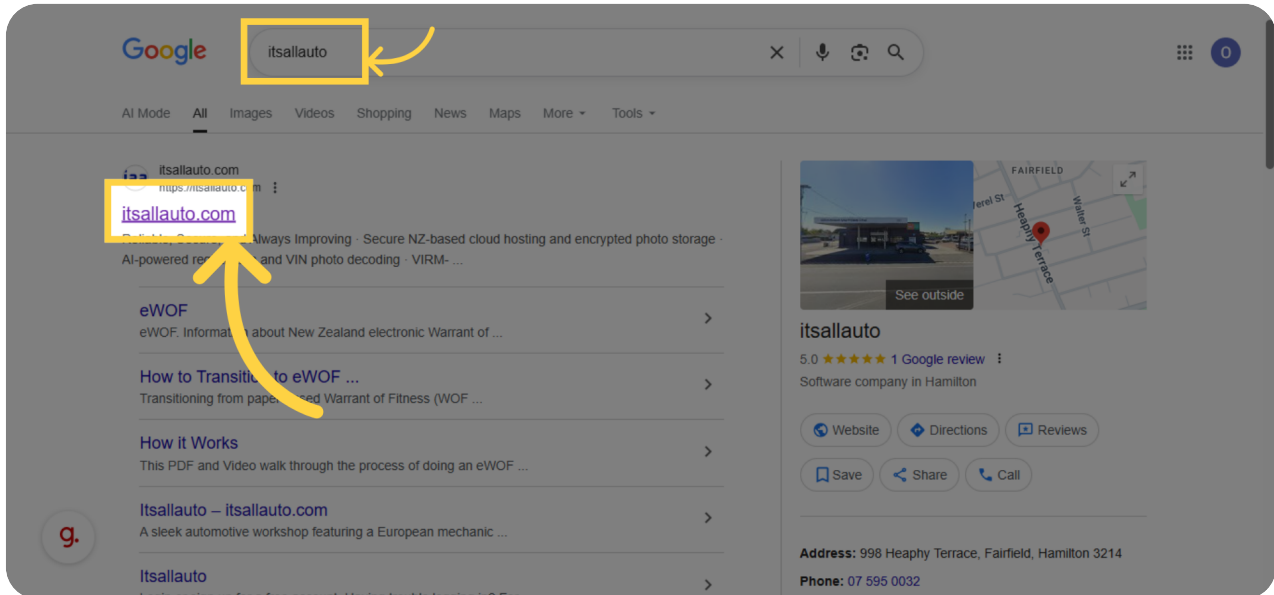 Google
itsallauto
AI Mode All Images Videos Shopping News Maps More Tools
itsallauto.com
https://itsallauto.com
itsallauto.com
Always Improving · Secure NZ-based cloud hosting and encrypted photo storage ·
AI-powered and VIN photo decoding · VIRM- ...
eWOF
eWOF. Information about New Zealand electronic Warrant of ...
How to Transition to eWOF ...
Transitioning from paper-based Warrant of Fitness (WOF ...
How it Works
This PDF and Video walk through the process of doing an eWOF ...
Itsallauto – itsallauto.com
A sleek automotive workshop featuring a European mechanic ...
Itsallauto
g.
O
FAIRFIELD
Heaphy Terrace
Walter St
See outside
itsallauto
5.0 1 Google review
Software company in Hamilton
Website Directions Reviews
Save Share Call
Address: 998 Heaphy Terrace, Fairfield, Hamilton 3214
Phone: 07 595 0032